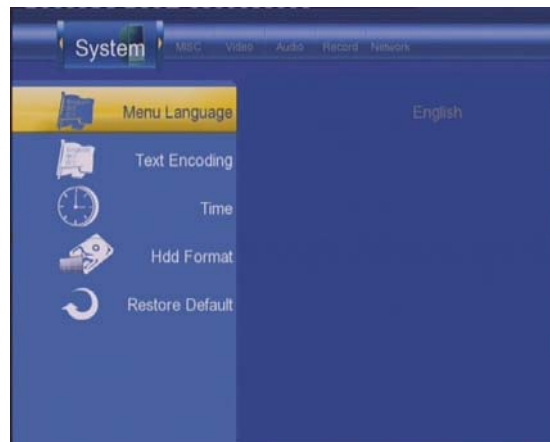 System MISC Video Audio Record Network
Menu Language English
Text Encoding
Time
Hdd Format
Restore Default